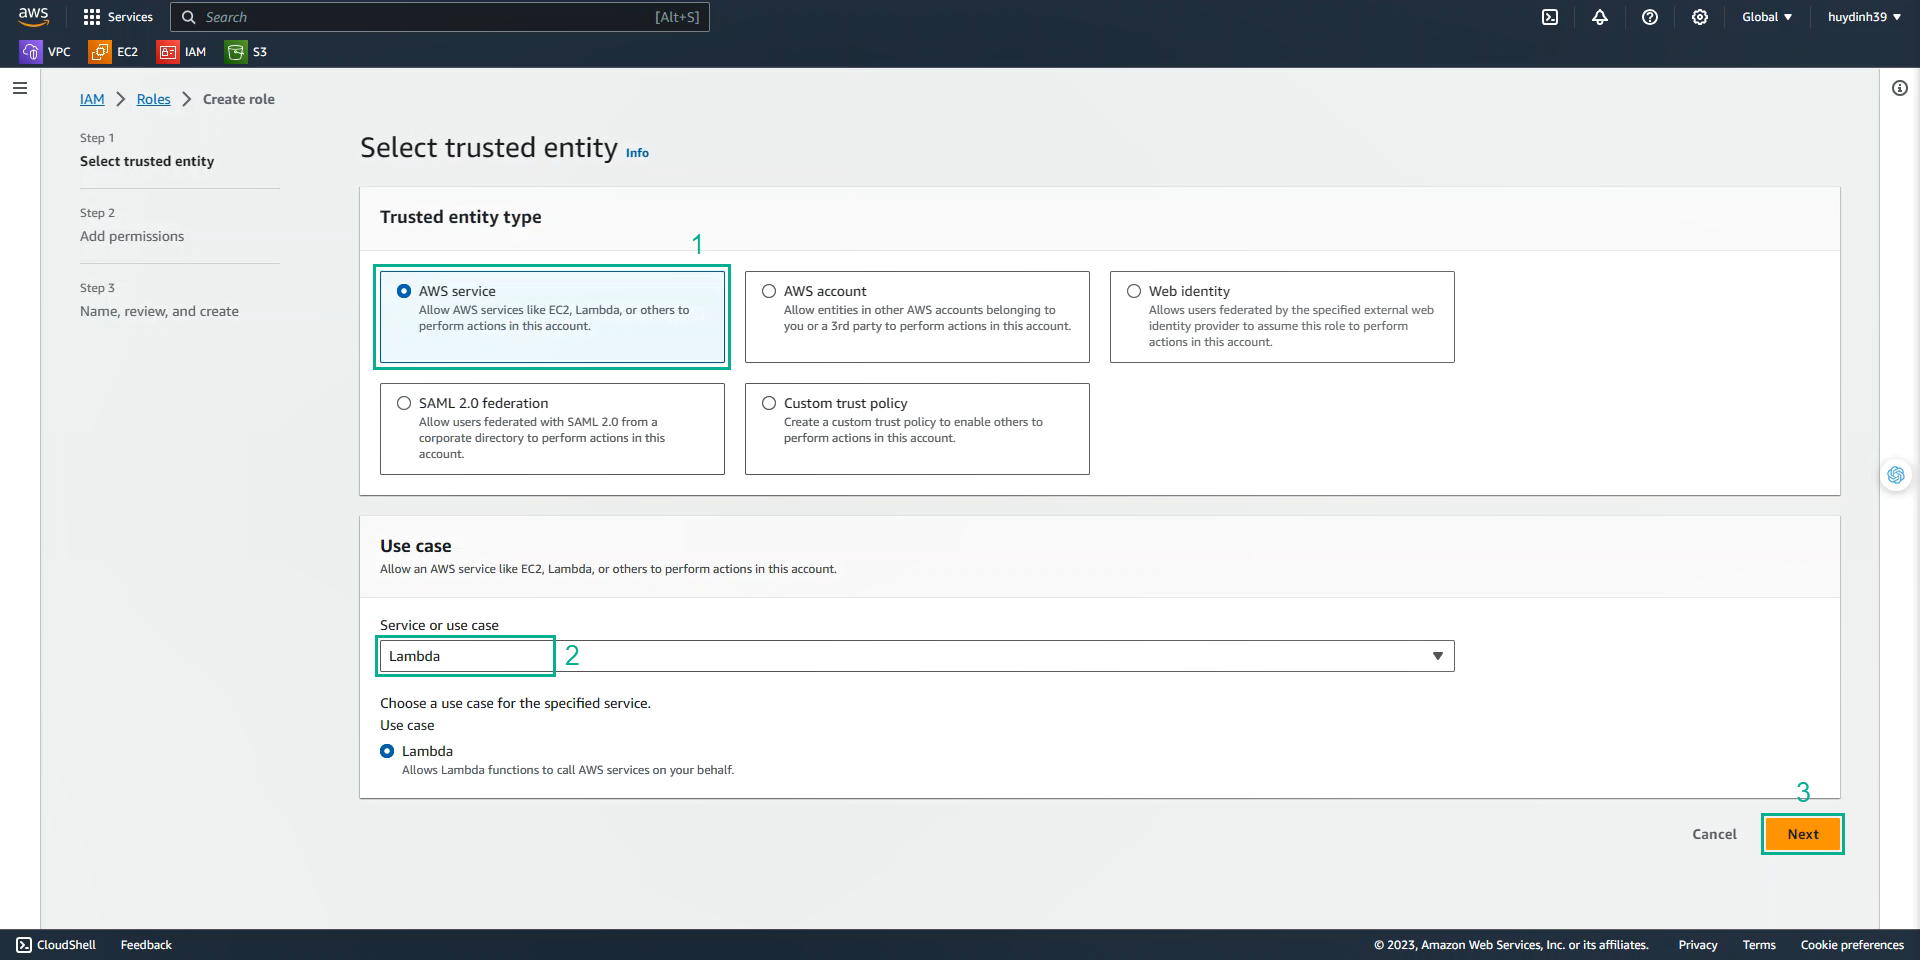 aws
Services
Search
[Alt+S]
Global
huydinh39
VPC
EC2
IAM
S3
IAM
Roles
Create role
Step 1
Select trusted entity
Step 2
Add permissions
Step 3
Name, review, and create
Select trusted entity
Info
Trusted entity type
1
AWS service
Allow AWS services like EC2, Lambda, or others to
perform actions in this account.
AWS account
Allow entities in other AWS accounts belonging to
you or a 3rd party to perform actions in this account.
Web identity
Allows users federated by the specified external web
identity provider to assume this role to perform
actions in this account.
SAML 2.0 federation
Allow users federated with SAML 2.0 from a
corporate directory to perform actions in this
account.
Custom trust policy
Create a custom trust policy to enable others to
perform actions in this account.
Use case
Allow an AWS service like EC2, Lambda, or others to perform actions in this account.
Service or use case
Lambda
2
Choose a use case for the specified service.
Use case
Lambda
Allows Lambda functions to call AWS services on your behalf.
3
Cancel
Next
CloudShell
Feedback
© 2023, Amazon Web Services, Inc. or its affiliates.
Privacy
Terms
Cookie preferences